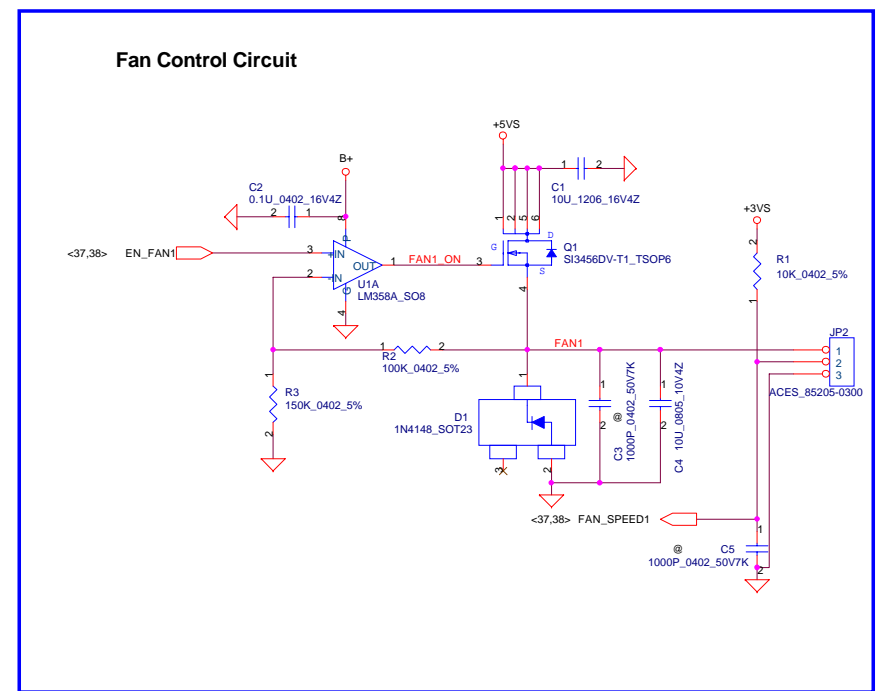 Fan Control Circuit
+5VS
B+
C2
0.1U_0402_16V4Z
2 1
8
1 2
C1
10U_1206_16V4Z
+3VS
1 2 5 6
<37,38> EN_FAN1
3 +IN
P
OUT 1
FAN1_ON
3
G
D
S
Q1
SI3456DV-T1_TSOP6
2 -IN
G
U1A
LM358A_SO8
4
4
2
R1
10K_0402_5%
1
JP2
1
2
3
ACES_85205-0300
1 2
R2
100K_0402_5%
FAN1
1
R3
150K_0402_5%
2
1
D1
1N4148_SOT23
3
2
1
2
@
C3
1000P_0402_50V7K
1
2
C4
10U_0805_10V4Z
<37,38> FAN_SPEED1
1
@
C5
1000P_0402_50V7K
2